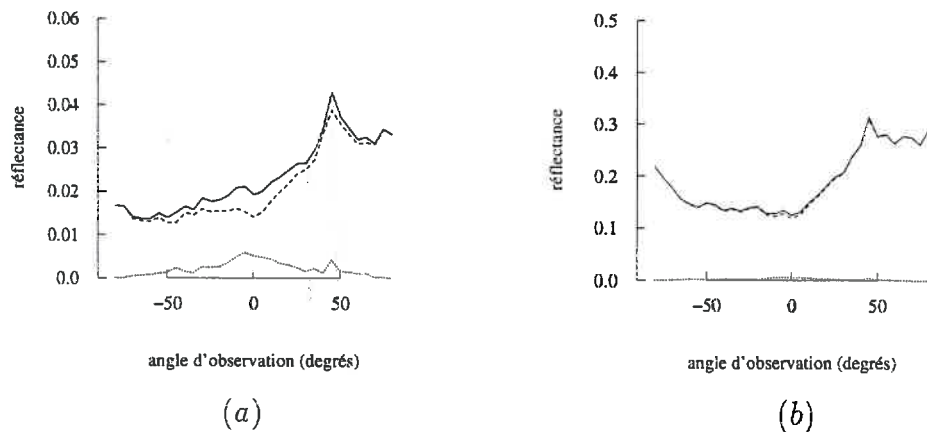 0.06
0.05
0.04
0.03
0.02
0.01
0.0
réflectance
−50 0 50
angle d'observation (degrés)
(a)
0.5
0.4
0.3
0.2
0.1
0.0
réflectance
−50 0 50
angle d'observation (degrés)
(b)